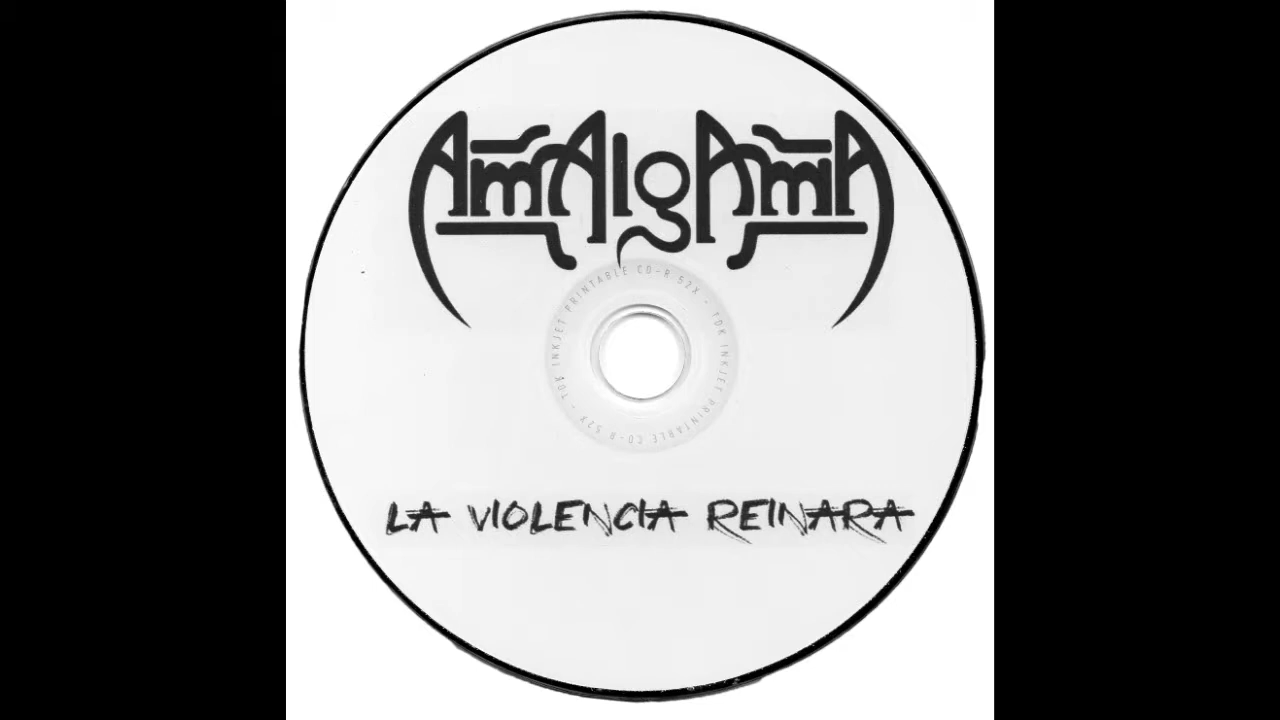 AmAlgAmA
TDK INKJET PRINTABLE CD-R 52X - TDK INKJET PRINTABLE CD-R 52X -
LA VIOLENCIA REINARA